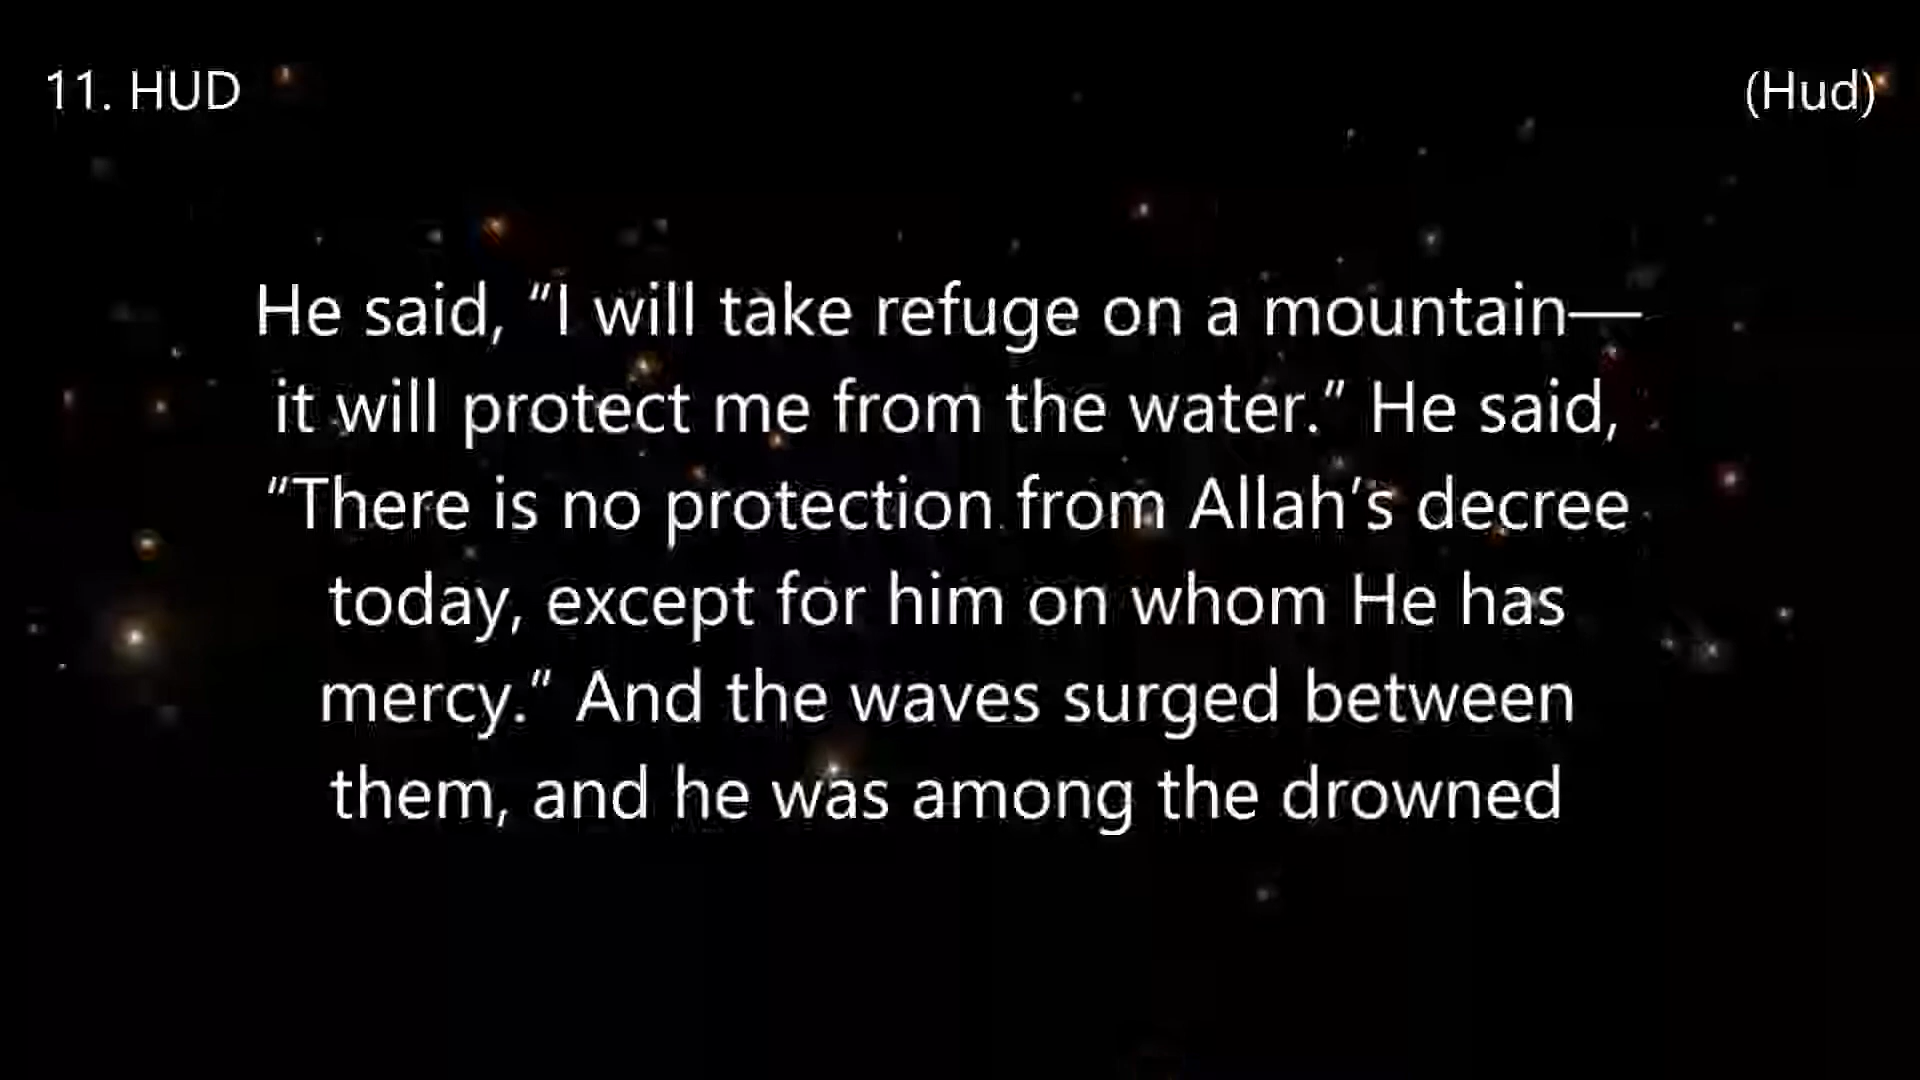 11. HUD
(Hud)
He said, “I will take refuge on a mountain—
it will protect me from the water.” He said,
“There is no protection from Allah’s decree
today, except for him on whom He has
mercy.” And the waves surged between
them, and he was among the drowned